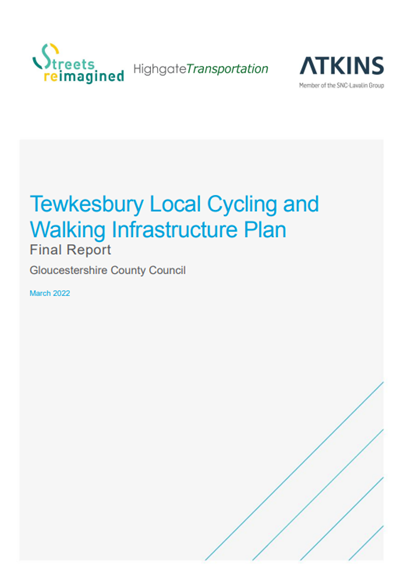 Streets
reimagined
HighgateTransportation
ATKINS
Member of the SNC-Lavalin Group
Tewkesbury Local Cycling and
Walking Infrastructure Plan
Final Report
Gloucestershire County Council
March 2022